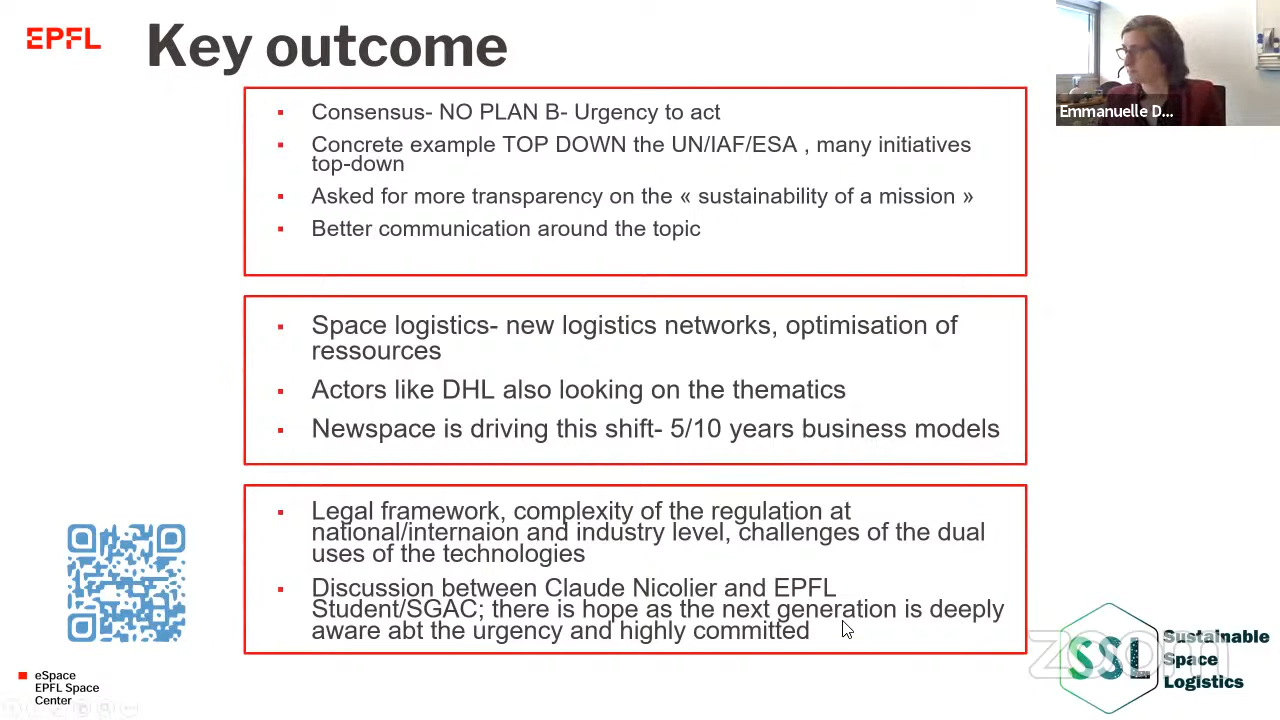 EPFL
Key outcome
Emmanuelle D...
Consensus- NO PLAN B- Urgency to act
Concrete example TOP DOWN the UN/IAF/ESA , many initiatives
top-down
Asked for more transparency on the « sustainability of a mission »
Better communication around the topic
Space logistics- new logistics networks, optimisation of
ressources
Actors like DHL also looking on the thematics
Newspace is driving this shift- 5/10 years business models
Legal framework, complexity of the regulation at
national/internaion and industry level, challenges of the dual
uses of the technologies
Discussion between Claude Nicolier and EPFL
Student/SGAC; there is hope as the next generation is deeply
aware abt the urgency and highly committed
eSpace
EPFL Space
Center
zoom
SSL
Sustainable
Space
Logistics